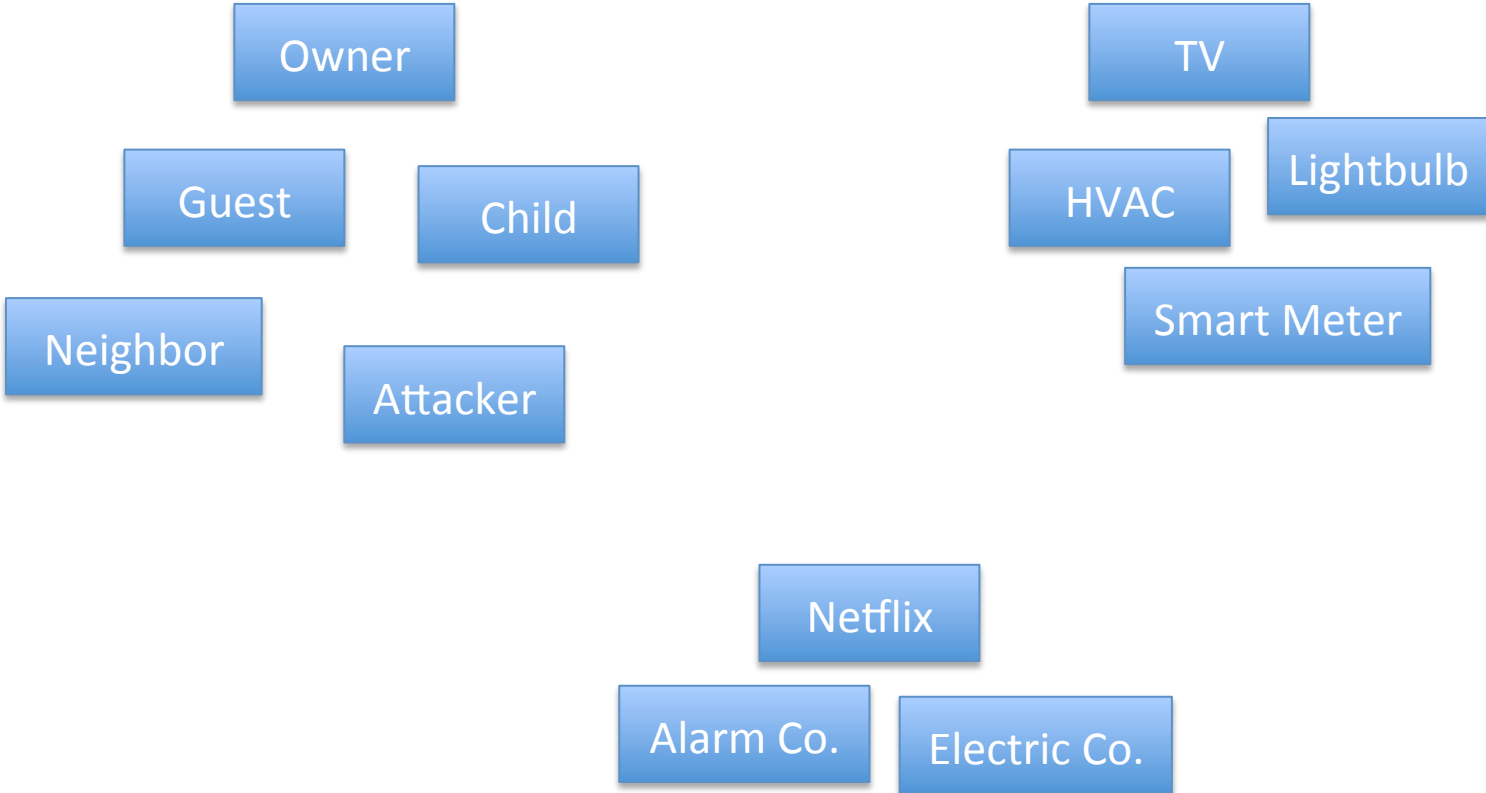 Owner
Guest
Child
Neighbor
Attacker
TV
Lightbulb
HVAC
Smart Meter
Netflix
Alarm Co.
Electric Co.